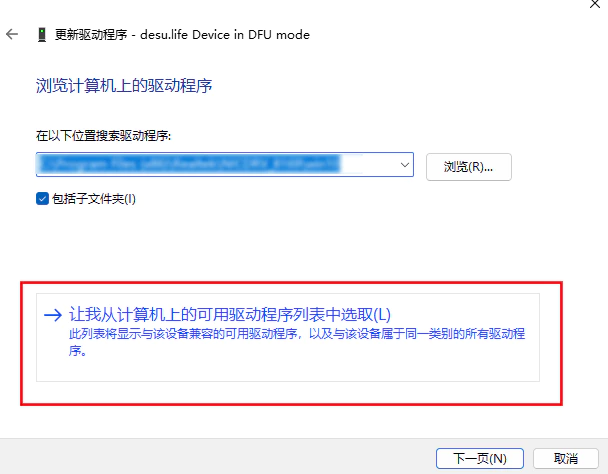 更新驱动程序 - desu.life Device in DFU mode
浏览计算机上的驱动程序
在以下位置搜索驱动程序:
浏览(R)...
包括子文件夹(I)
让我从计算机上的可用驱动程序列表中选取(L)
此列表将显示与该设备兼容的可用驱动程序，以及与该设备属于同一类别的所有驱动程
序。
下一页(N)
取消